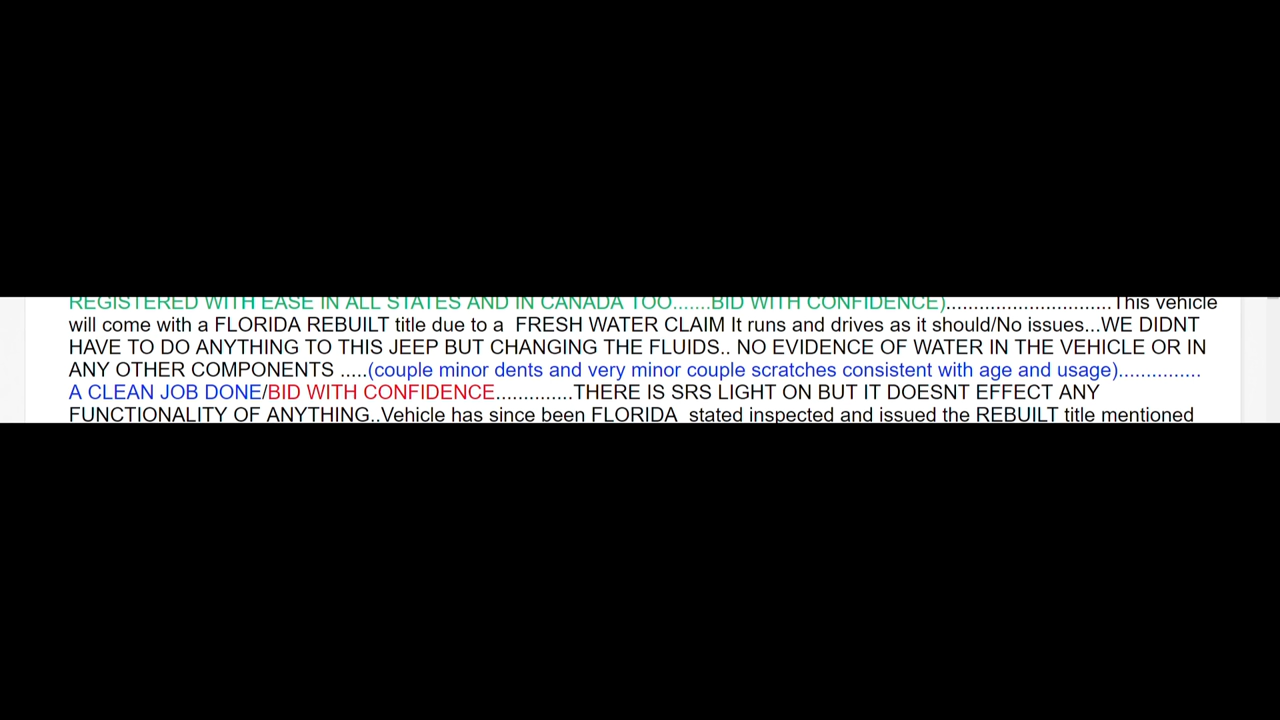 REGISTERED WITH EASE IN ALL STATES AND IN CANADA TOO.......BID WITH CONFIDENCE)..............................This vehicle
will come with a FLORIDA REBUILT title due to a  FRESH WATER CLAIM It runs and drives as it should/No issues...WE DIDNT
HAVE TO DO ANYTHING TO THIS JEEP BUT CHANGING THE FLUIDS.. NO EVIDENCE OF WATER IN THE VEHICLE OR IN
ANY OTHER COMPONENTS .....(couple minor dents and very minor couple scratches consistent with age and usage)...............
A CLEAN JOB DONE/BID WITH CONFIDENCE..............THERE IS SRS LIGHT ON BUT IT DOESNT EFFECT ANY
FUNCTIONALITY OF ANYTHING..Vehicle has since been FLORIDA  stated inspected and issued the REBUILT title mentioned